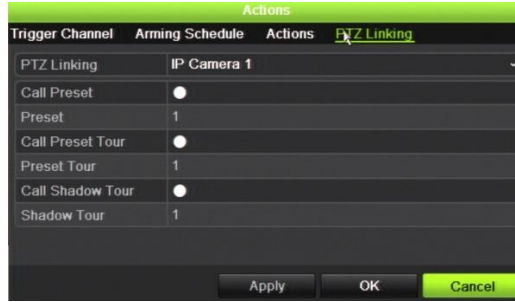 Actions
Trigger Channel Arming Schedule Actions PTZ Linking
PTZ Linking IP Camera 1
Call Preset
Preset 1
Call Preset Tour
Preset Tour 1
Call Shadow Tour
Shadow Tour 1
Apply OK Cancel